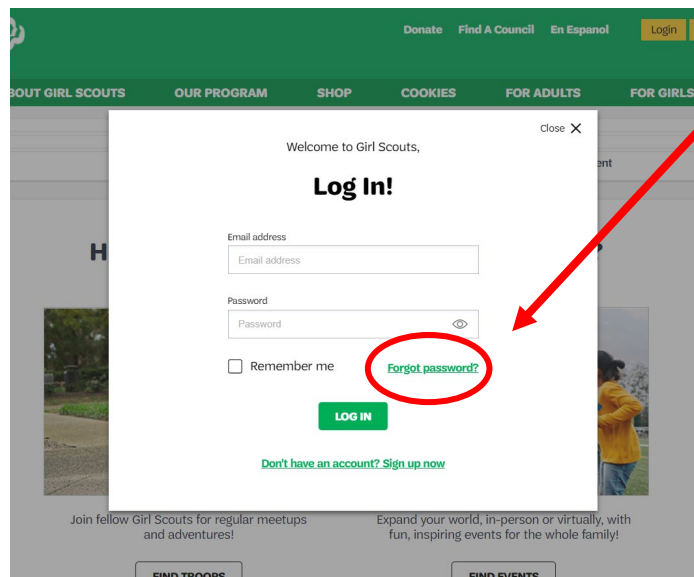 Donate Find A Council En Espanol Login
BOUT GIRL SCOUTS OUR PROGRAM SHOP COOKIES FOR ADULTS FOR GIRLS
Close X
Welcome to Girl Scouts,
Log In!
Email address
Email address
Password
Password
Remember me Forgot password?
LOG IN
Don't have an account? Sign up now
Join fellow Girl Scouts for regular meetups
and adventures!
Expand your world, in-person or virtually, with
fun, inspiring events for the whole family!
FIND TROOPS FIND EVENTS